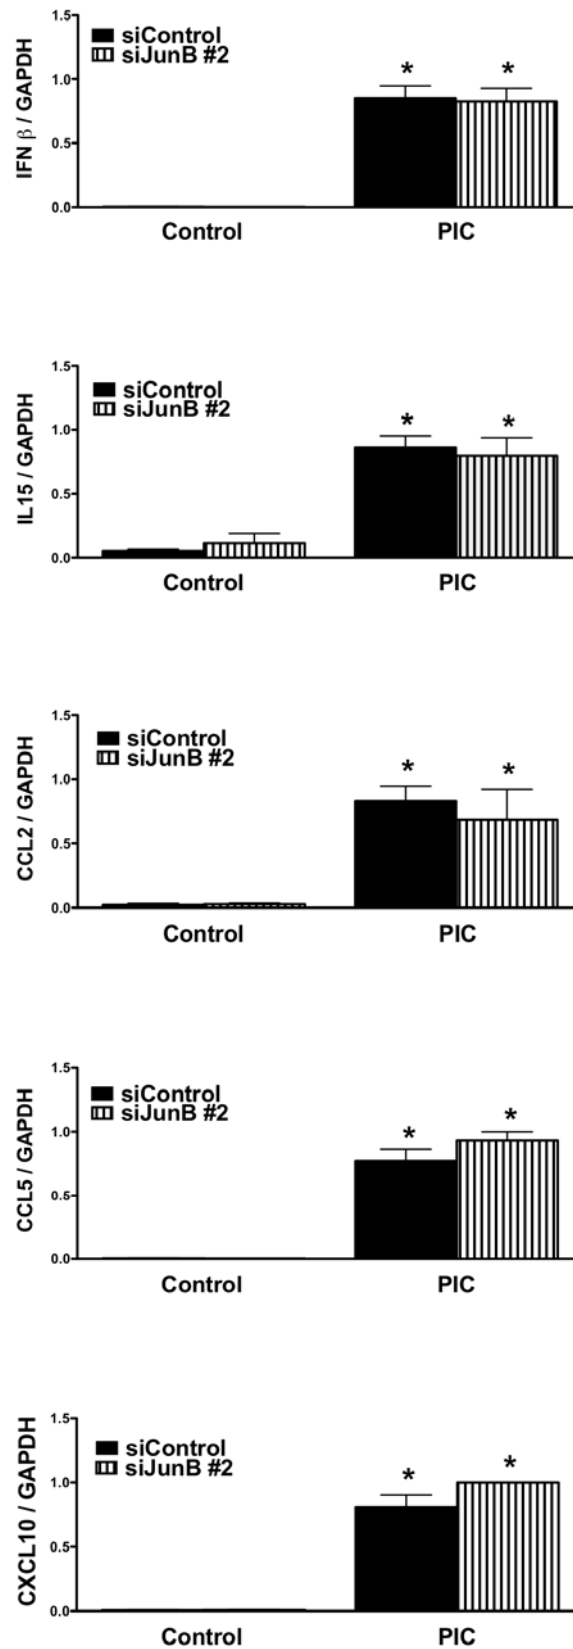 1.5
siControl
siJunB #2
1.0
* *
0.5
0.0
IFN β / GAPDH
Control PIC
1.5
siControl
siJunB #2
1.0
* *
0.5
0.0
IL15 / GAPDH
Control PIC
1.5
siControl
siJunB #2
1.0
* *
0.5
0.0
CCL2 / GAPDH
Control PIC
1.5
siControl
siJunB #2
1.0
* *
0.5
0.0
CCL5 / GAPDH
Control PIC
1.5
siControl
siJunB #2
1.0
* *
0.5
0.0
CXCL10 / GAPDH
Control PIC